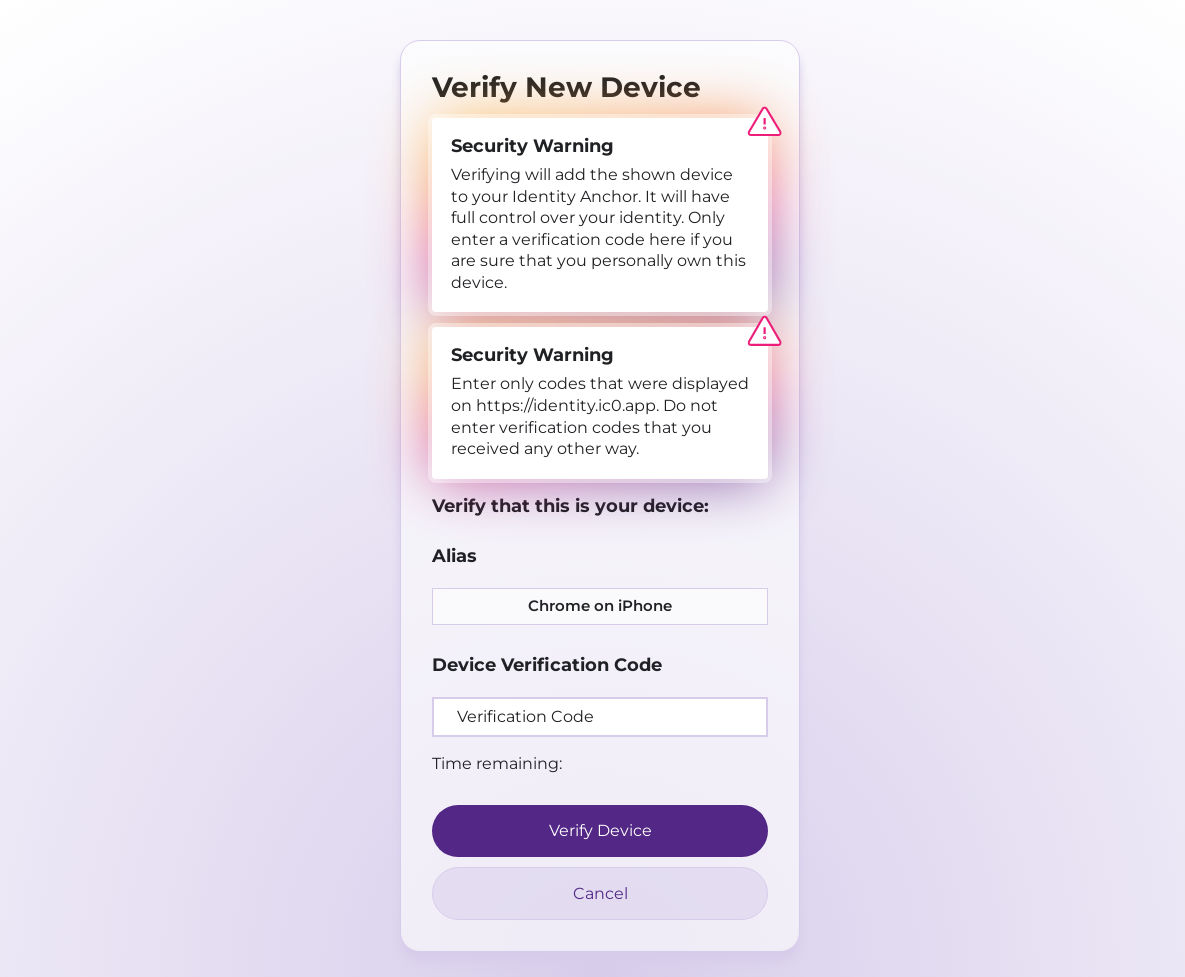 Verify New Device
Security Warning
Verifying will add the shown device
to your Identity Anchor. It will have
full control over your identity. Only
enter a verification code here if you
are sure that you personally own this
device.
Security Warning
Enter only codes that were displayed
on https://identity.ic0.app. Do not
enter verification codes that you
received any other way.
Verify that this is your device:
Alias
Chrome on iPhone
Device Verification Code
Verification Code
Time remaining:
Verify Device
Cancel